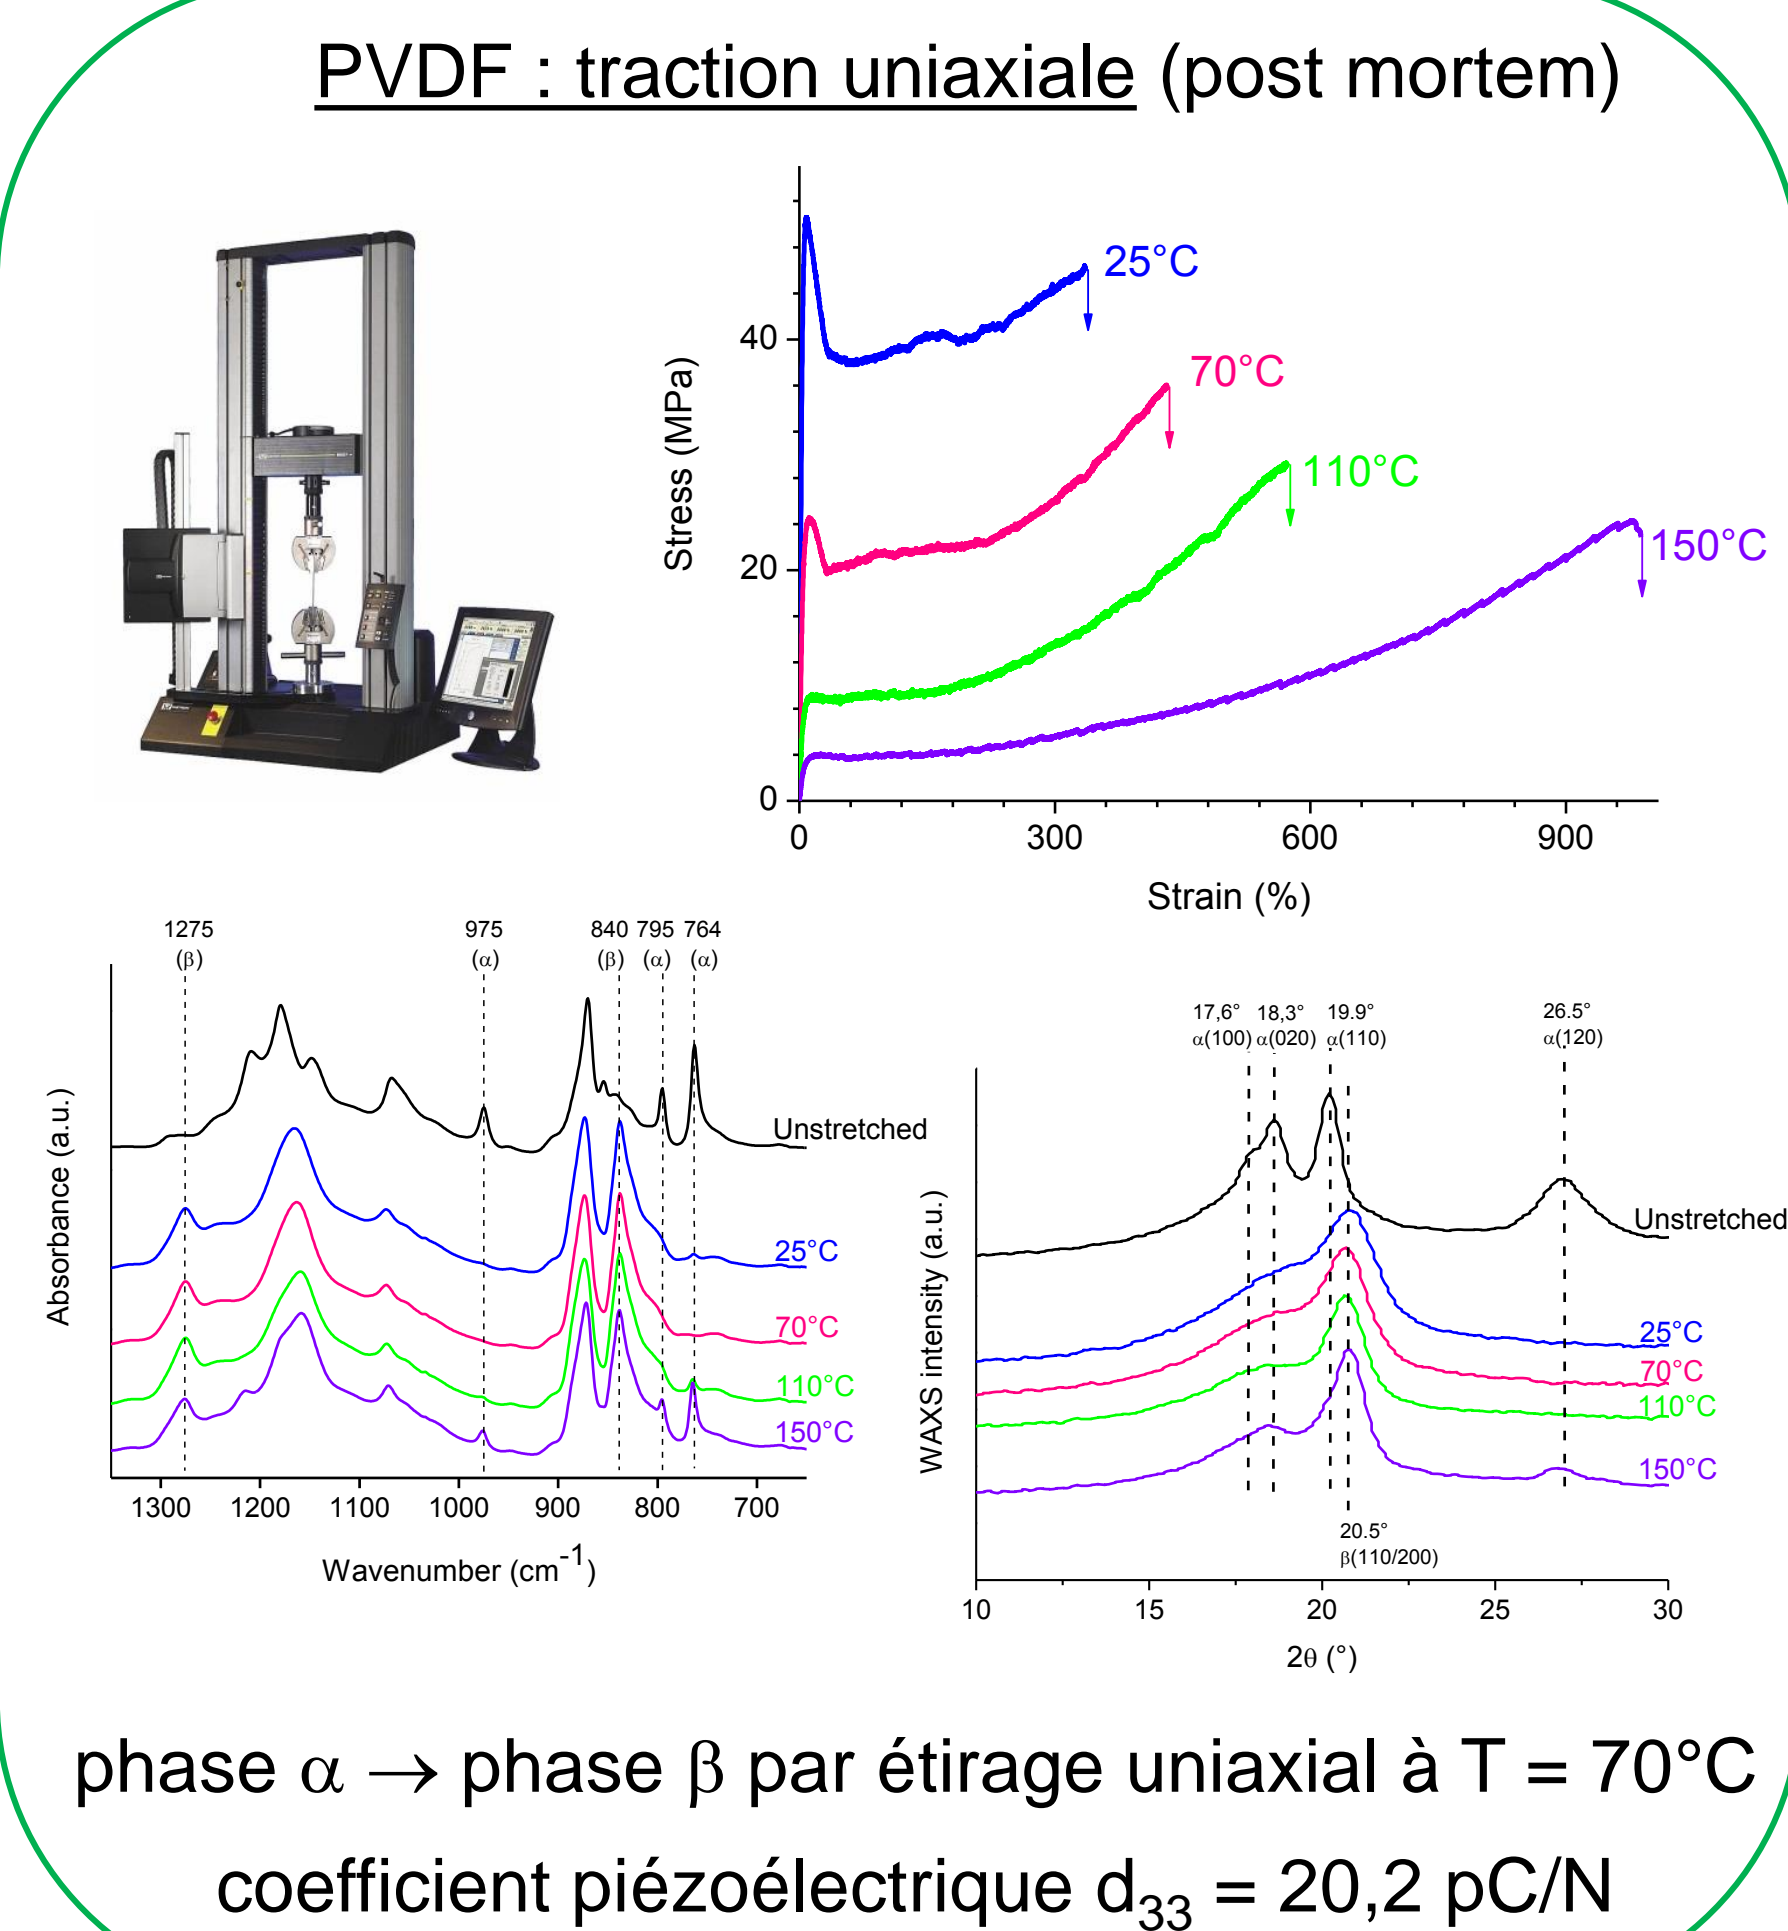 PVDF : traction uniaxiale (post mortem)
25°C
70°C
110°C
150°C
40
20
0
Stress (MPa)
0 300 600 900
Strain (%)
1275 975 840 795 764
(β) (α) (β) (α) (α)
Absorbance (a.u.)
Unstretched
25°C
70°C
110°C
150°C
1300 1200 1100 1000 900 800 700
Wavenumber (cm-1)
17,6° 18,3° 19.9° 26.5°
α(100) α(020) α(110) α(120)
WAXS intensity (a.u.)
Unstretched
25°C
70°C
110°C
150°C
20.5°
β(110/200)
10 15 20 25 30
2θ (°)
phase α → phase β par étirage uniaxial à T = 70°C
coefficient piézoélectrique d33 = 20,2 pC/N